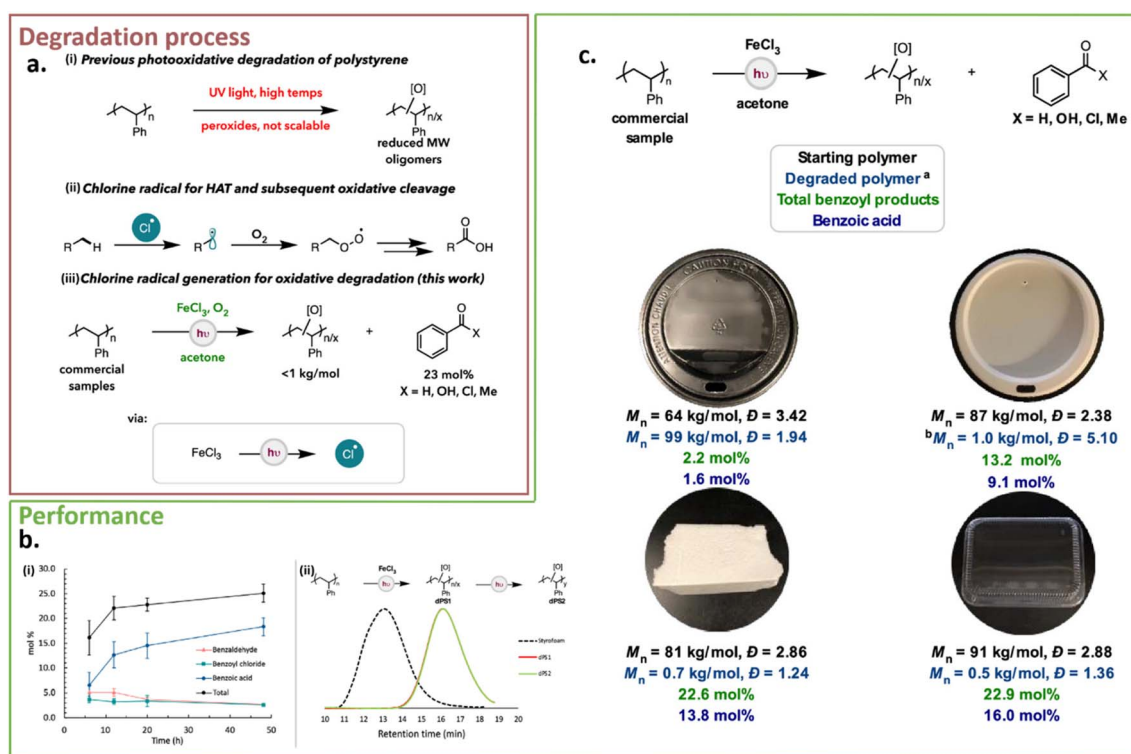 Degradation process
a.
(i) Previous photooxidative degradation of polystyrene
n
Ph
UV light, high temps
peroxides, not scalable
[O]
n/x
Ph
reduced MW
oligomers
(ii) Chlorine radical for HAT and subsequent oxidative cleavage
R
H
Cl•
R
O2
R
O
O•
R
O
OH
(iii) Chlorine radical generation for oxidative degradation (this work)
n
Ph
commercial
samples
FeCl3, O2
hυ
acetone
[O]
n/x
Ph
<1 kg/mol
+
O
X
23 mol%
X = H, OH, Cl, Me
via:
FeCl3
hυ
Cl•
Performance
b.
(i)
mol %
30.0
25.0
20.0
15.0
10.0
5.0
0.0
Benzaldehyde
Benzoyl chloride
Benzoic acid
Total
0 10 20 30 40 50
Time (h)
(ii)
n
Ph
FeCl3
hυ
[O]
n/x
Ph
dPS1
hυ
[O]
y
Ph
dPS2
Styrofoam
dPS1
dPS2
10 11 12 13 14 15 16 17 18 19 20
Retention time (min)
c.
n
Ph
commercial
sample
FeCl3
hυ
acetone
[O]
n/x
Ph
+
O
X
X = H, OH, Cl, Me
Starting polymer
Degraded polymer a
Total benzoyl products
Benzoic acid
Mn = 64 kg/mol, Đ = 3.42
Mn = 99 kg/mol, Đ = 1.94
2.2 mol%
1.6 mol%
Mn = 87 kg/mol, Đ = 2.38
bMn = 1.0 kg/mol, Đ = 5.10
13.2 mol%
9.1 mol%
Mn = 81 kg/mol, Đ = 2.86
Mn = 0.7 kg/mol, Đ = 1.24
22.6 mol%
13.8 mol%
Mn = 91 kg/mol, Đ = 2.88
Mn = 0.5 kg/mol, Đ = 1.36
22.9 mol%
16.0 mol%